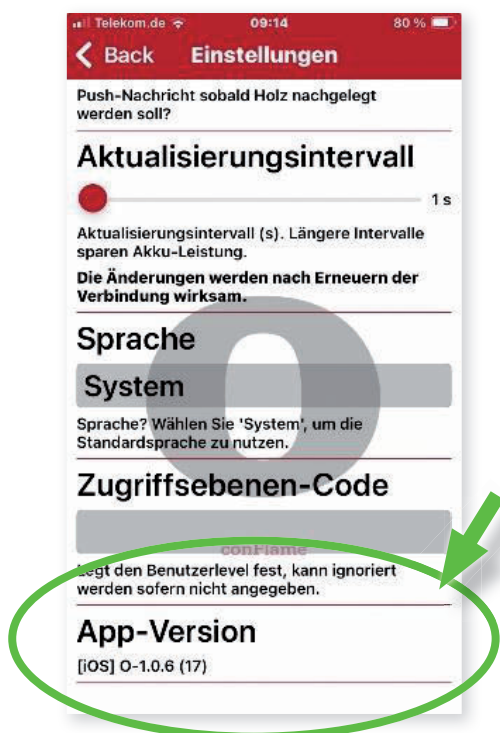 Telekom.de 09:14 80 %
Back Einstellungen
Push-Nachricht sobald Holz nachgelegt
werden soll?
Aktualisierungsintervall
1 s
Aktualisierungsintervall (s). Längere Intervalle
sparen Akku-Leistung.
Die Änderungen werden nach Erneuern der
Verbindung wirksam.
Sprache
System
Sprache? Wählen Sie 'System', um die
Standardsprache zu nutzen.
Zugriffsebenen-Code
conFlame
Legt den Benutzerlevel fest, kann ignoriert
werden sofern nicht angegeben.
App-Version
[iOS] O-1.0.6 (17)